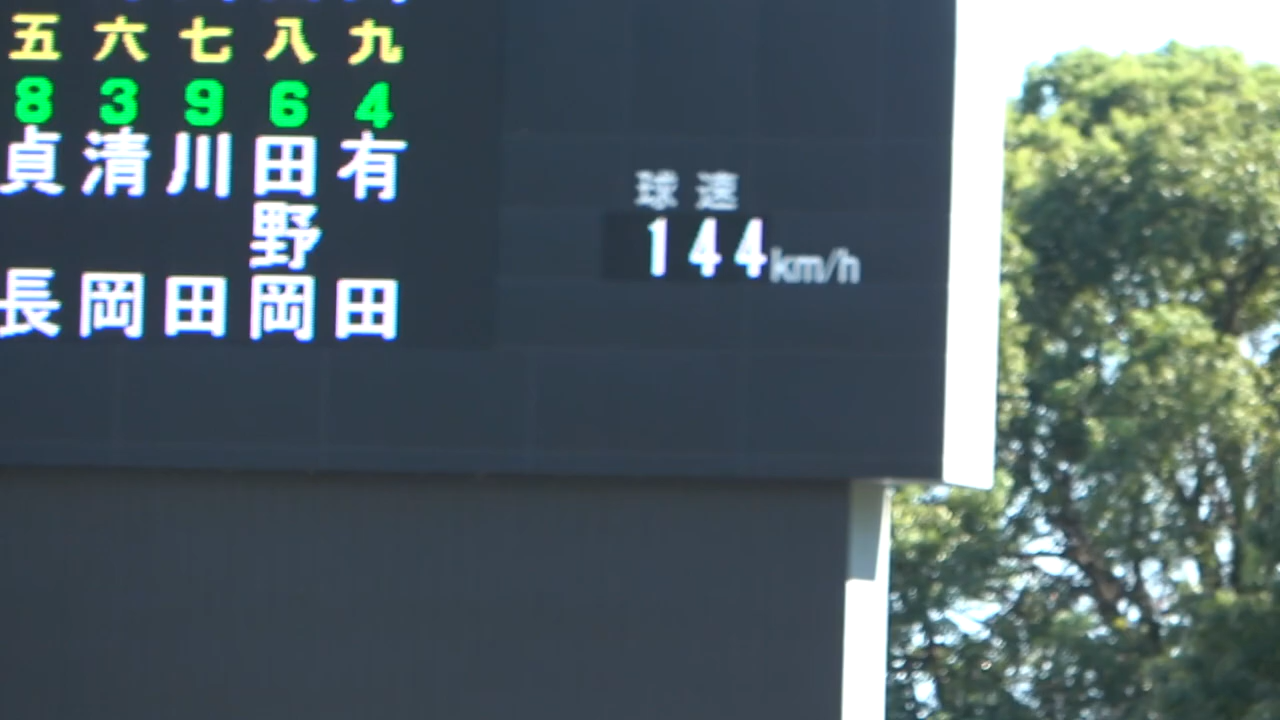 五 六 七 八 九
8 3 9 6 4
貞 清 川 田 有
野
長 岡 田 岡 田
球速
144km/h